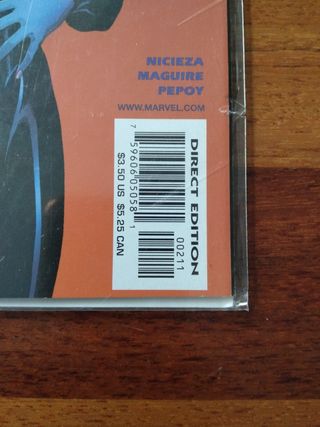 NICIEZA
MAGUIRE
PEPOY
WWW.MARVEL.COM
DIRECT EDITION
00211
7 59606 05058 1
$3.50 US $5.25 CAN